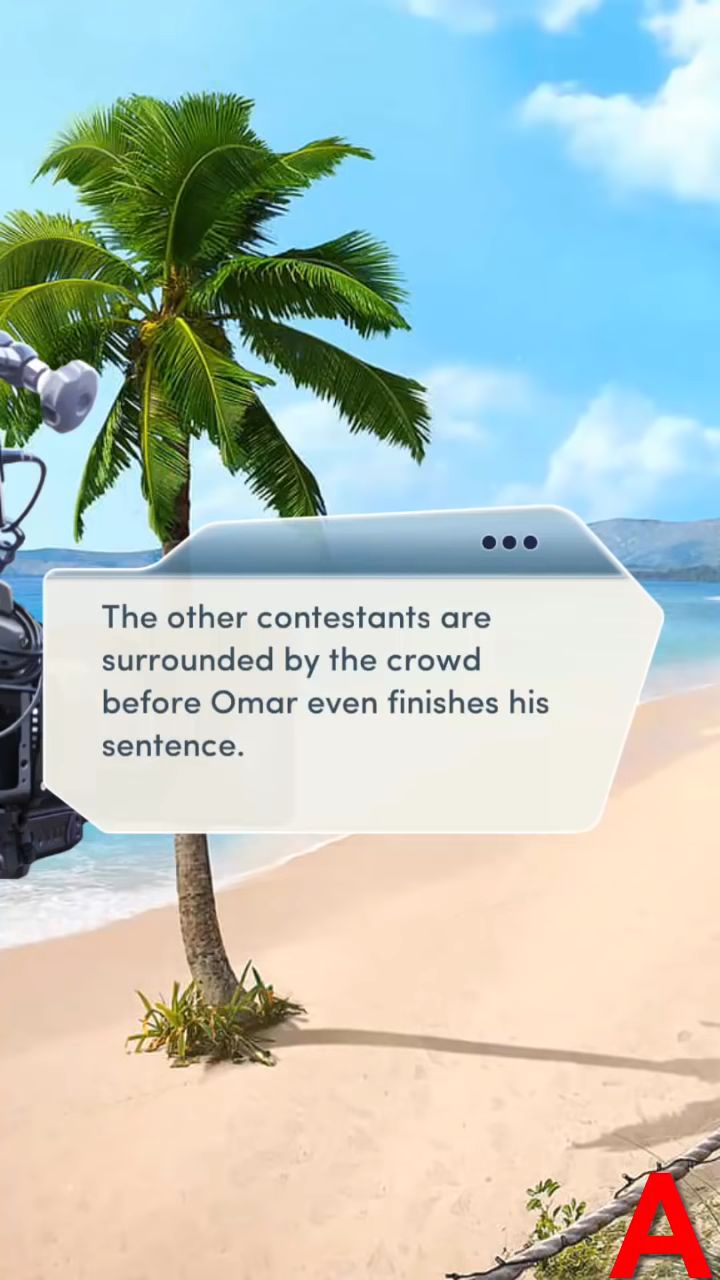 The other contestants are
surrounded by the crowd
before Omar even finishes his
sentence.
A